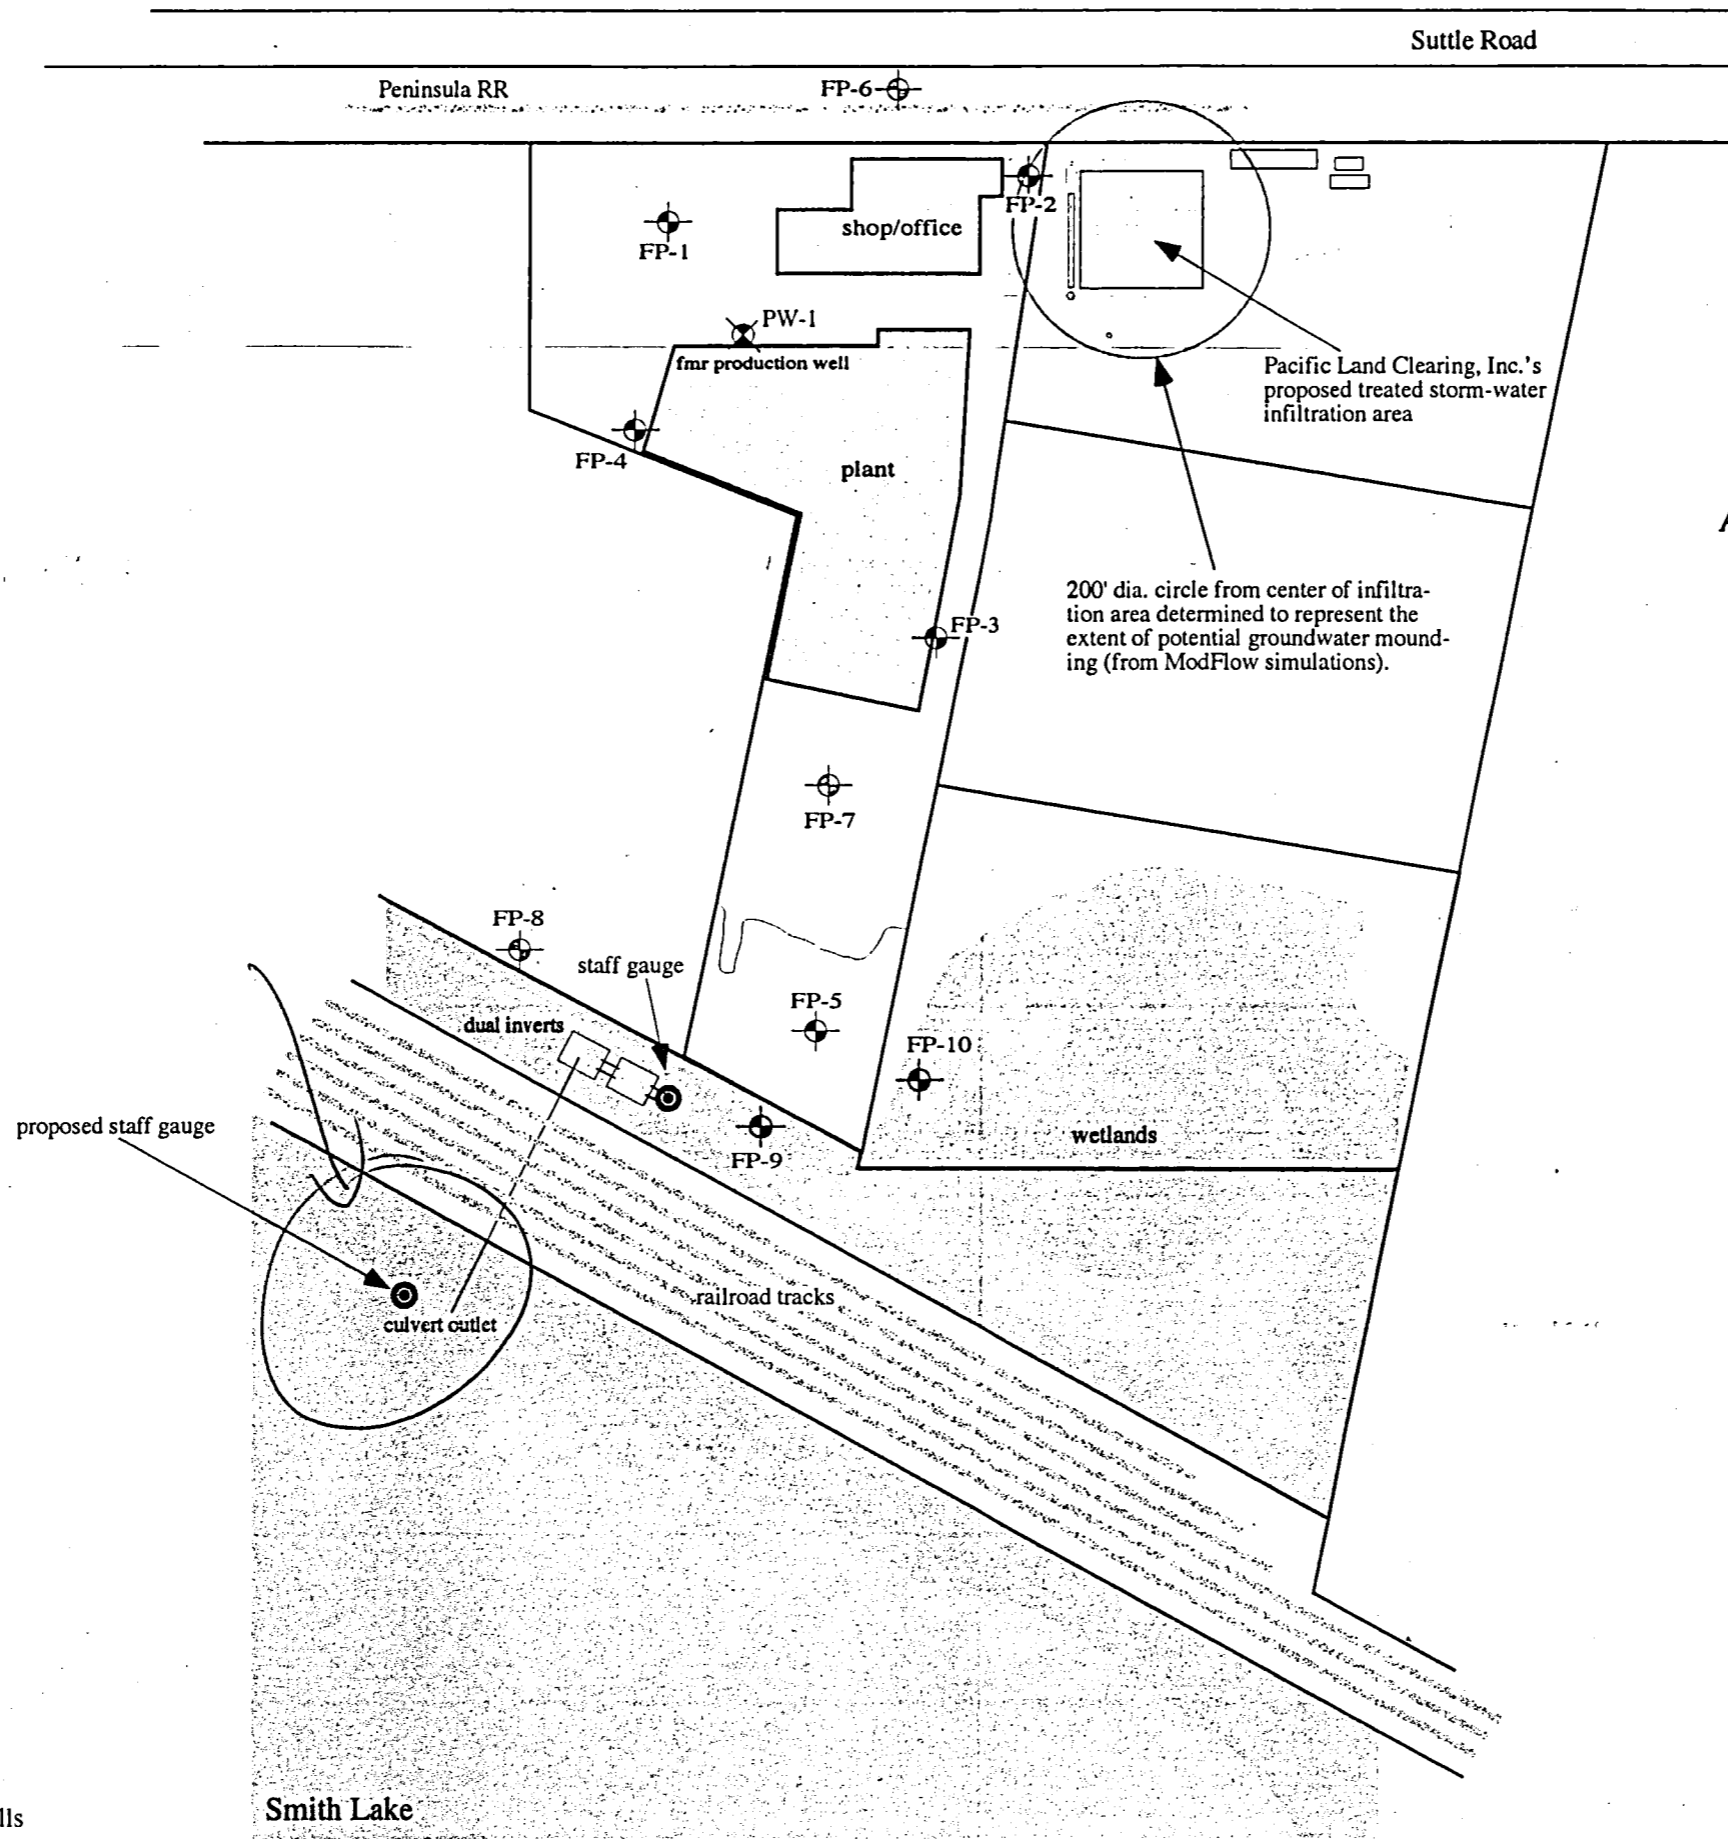 Suttle Road
Peninsula RR
FP-6
FP-2
shop/office
FP-1
PW-1
fmr production well
Pacific Land Clearing, Inc.'s
proposed treated storm-water
infiltration area
FP-4
plant
200' dia. circle from center of infiltra-
tion area determined to represent the
extent of potential groundwater mound-
ing (from ModFlow simulations).
FP-3
FP-7
FP-8
staff gauge
FP-5
dual inverts
FP-10
proposed staff gauge
wetlands
FP-9
railroad tracks
culvert outlet
Smith Lake
lls